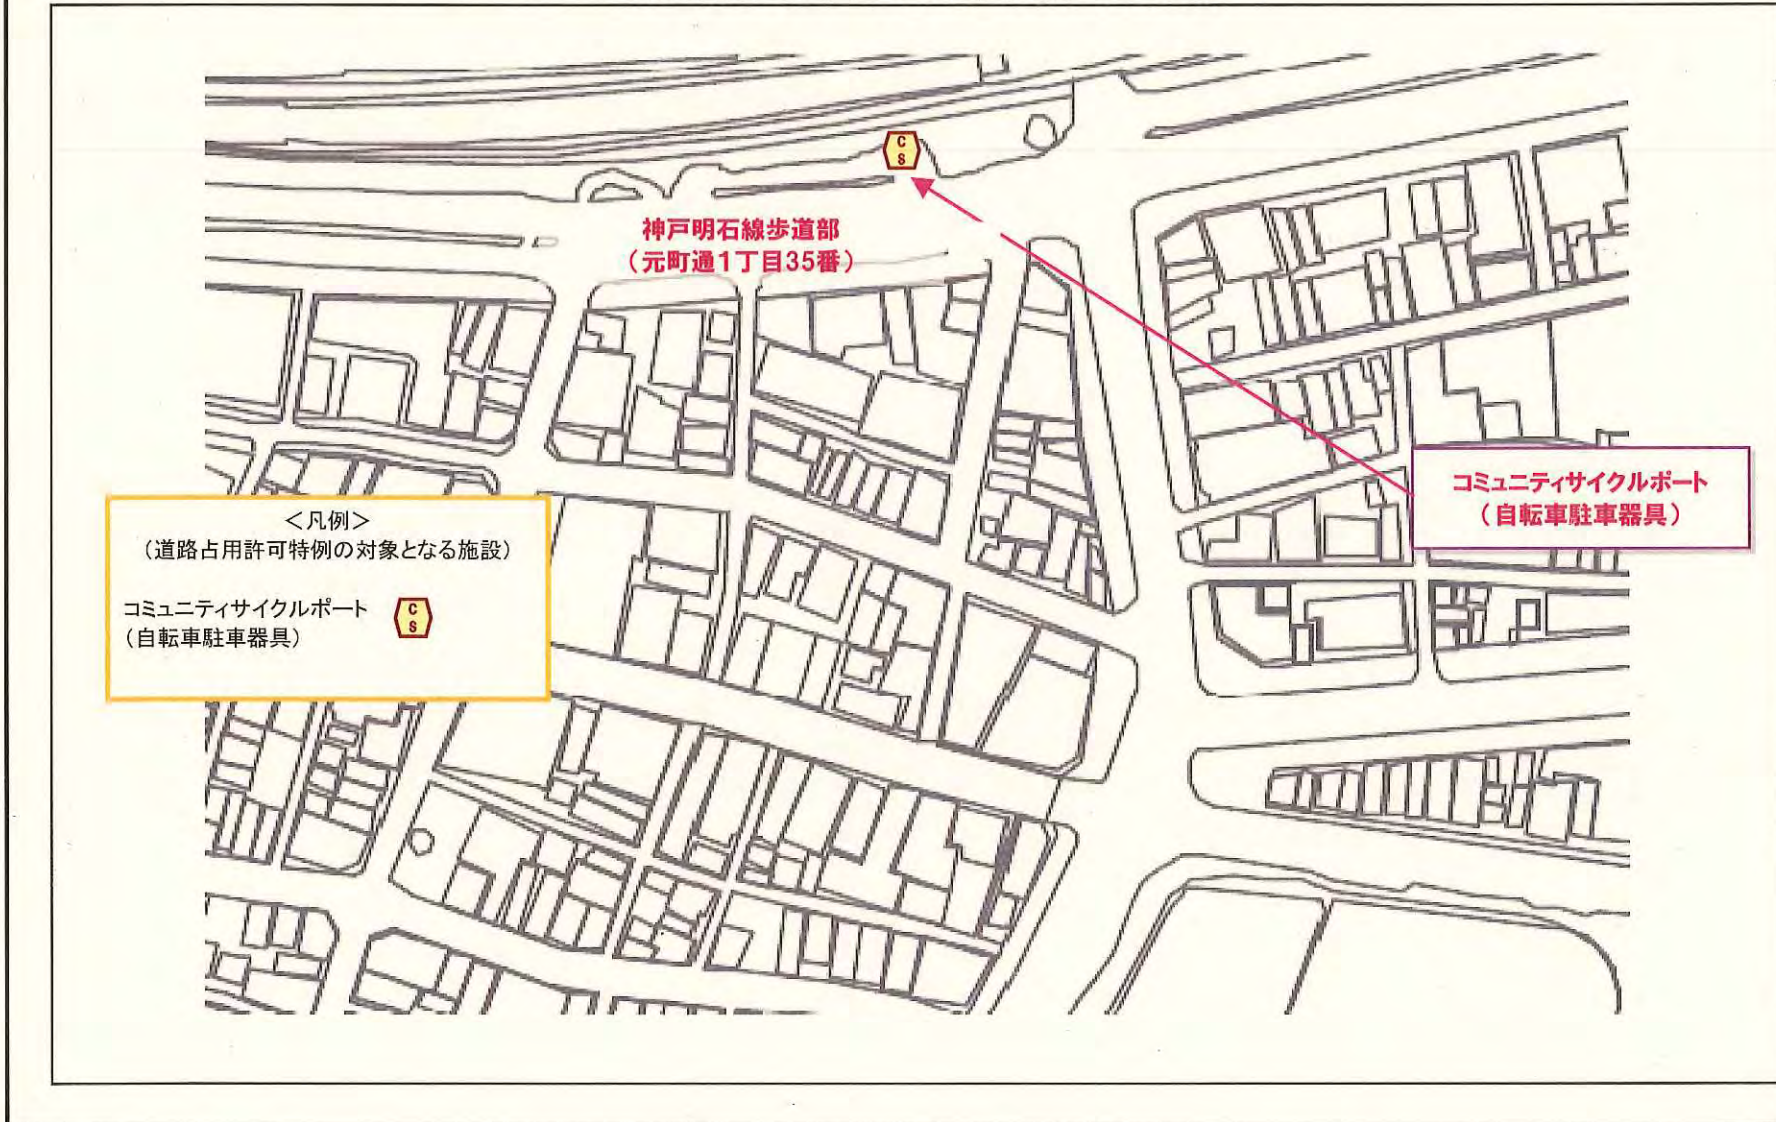 C
S
神戸明石線歩道部
（元町通1丁目35番）
コミュニティサイクルポート
（自転車駐車器具）
＜凡例＞
（道路占用許可特例の対象となる施設）
コミュニティサイクルポート
（自転車駐車器具）
C
S